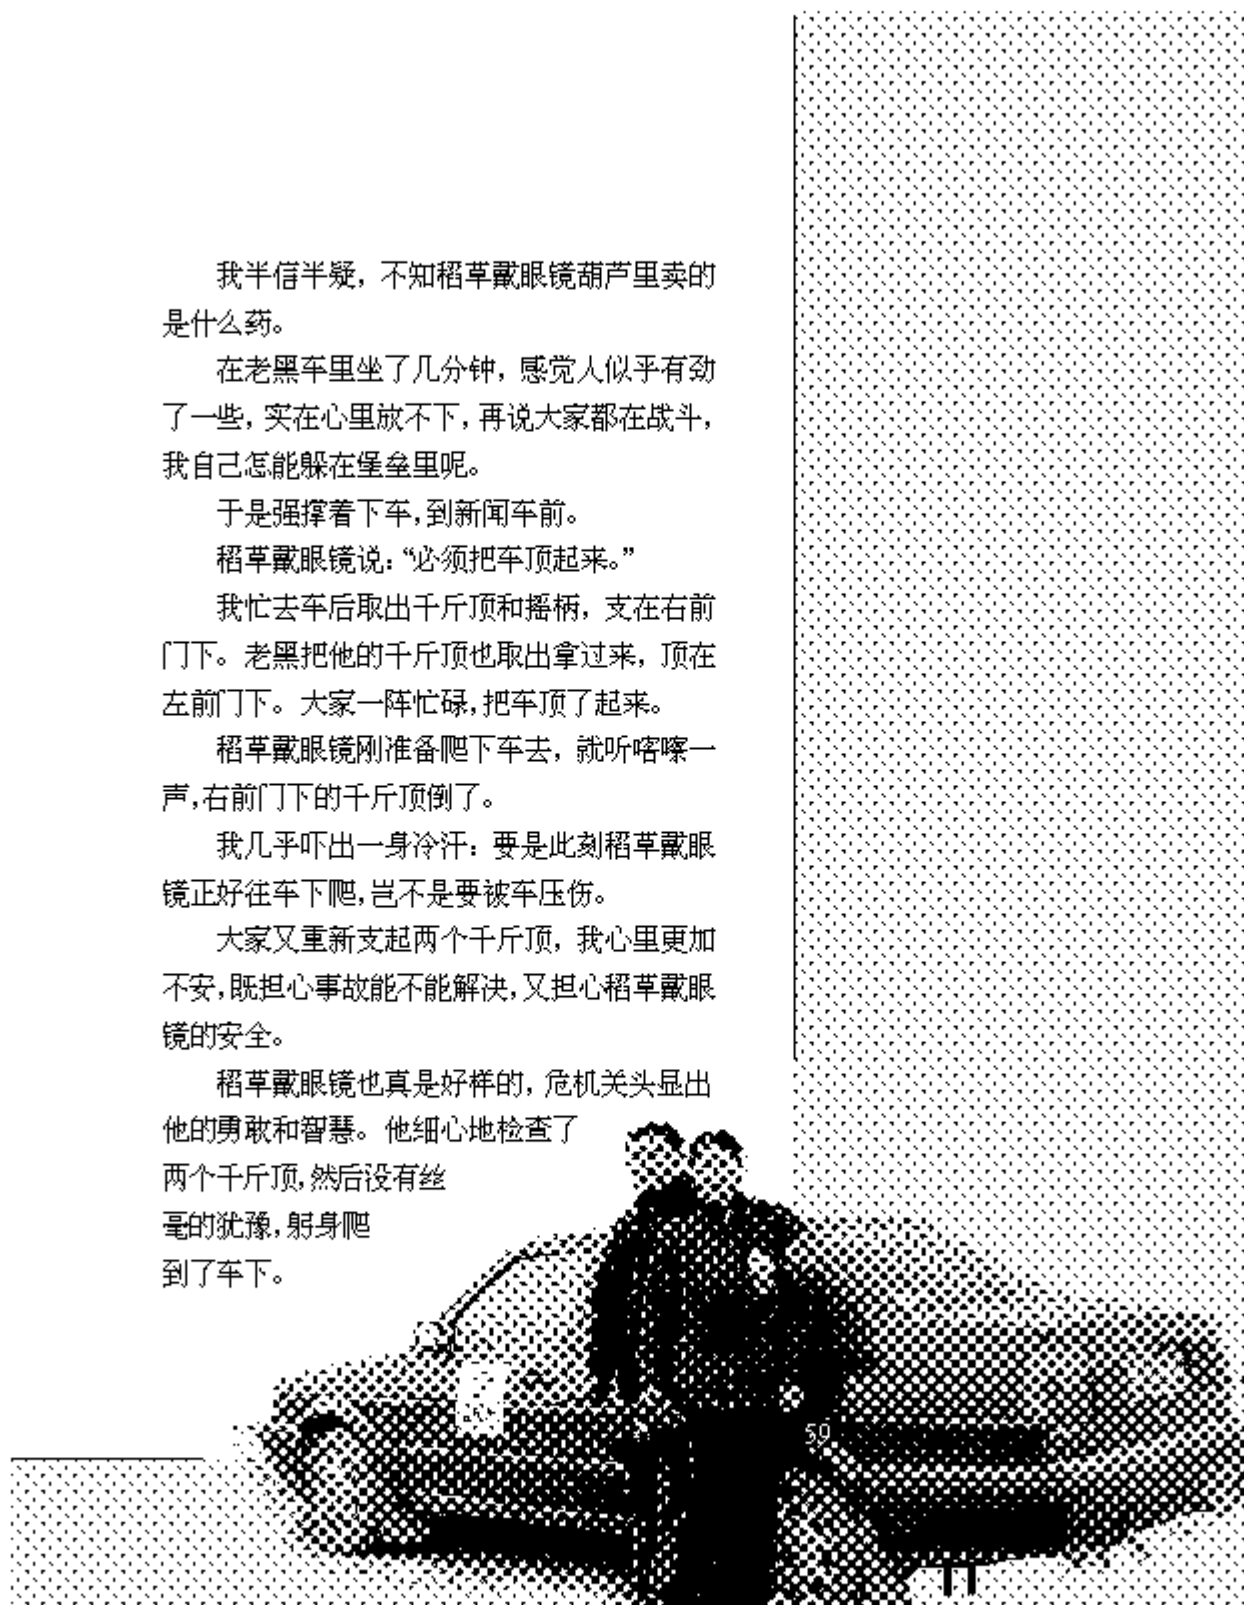 我半信半疑，不知稻草戴眼镜葫芦里卖的
是什么药。
在老黑车里坐了几分钟，感觉人似乎有劲
了一些，实在心里放不下，再说大家都在战斗，
我自己怎能躲在堡垒里呢。
于是强撑着下车，到新闻车前。
稻草戴眼镜说：“必须把车顶起来。”
我忙去车后取出千斤顶和摇柄，支在右前
门下。老黑把他的千斤顶也取出拿过来，顶在
左前门下。大家一阵忙碌，把车顶了起来。
稻草戴眼镜刚准备爬下车去，就听喀嚓一
声，右前门下的千斤顶倒了。
我几乎吓出一身冷汗：要是此刻稻草戴眼
镜正好往车下爬，岂不是要被车压伤。
大家又重新支起两个千斤顶，我心里更加
不安，既担心事故能不能解决，又担心稻草戴眼
镜的安全。
稻草戴眼镜也真是好样的，危机关头显出
他的勇敢和智慧。他细心地检查了
两个千斤顶，然后没有丝
毫的犹豫，躬身爬
到了车下。
59